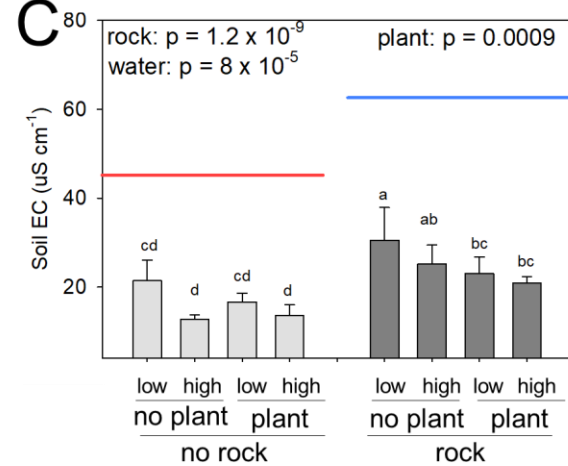 C
80
rock: p = 1.2 x 10⁻⁹ plant: p = 0.0009
water: p = 8 x 10⁻⁵
60
40
20
Soil EC (uS cm⁻¹)
cd d cd d a ab bc bc
low high low high low high low high
no plant plant no plant plant
no rock rock